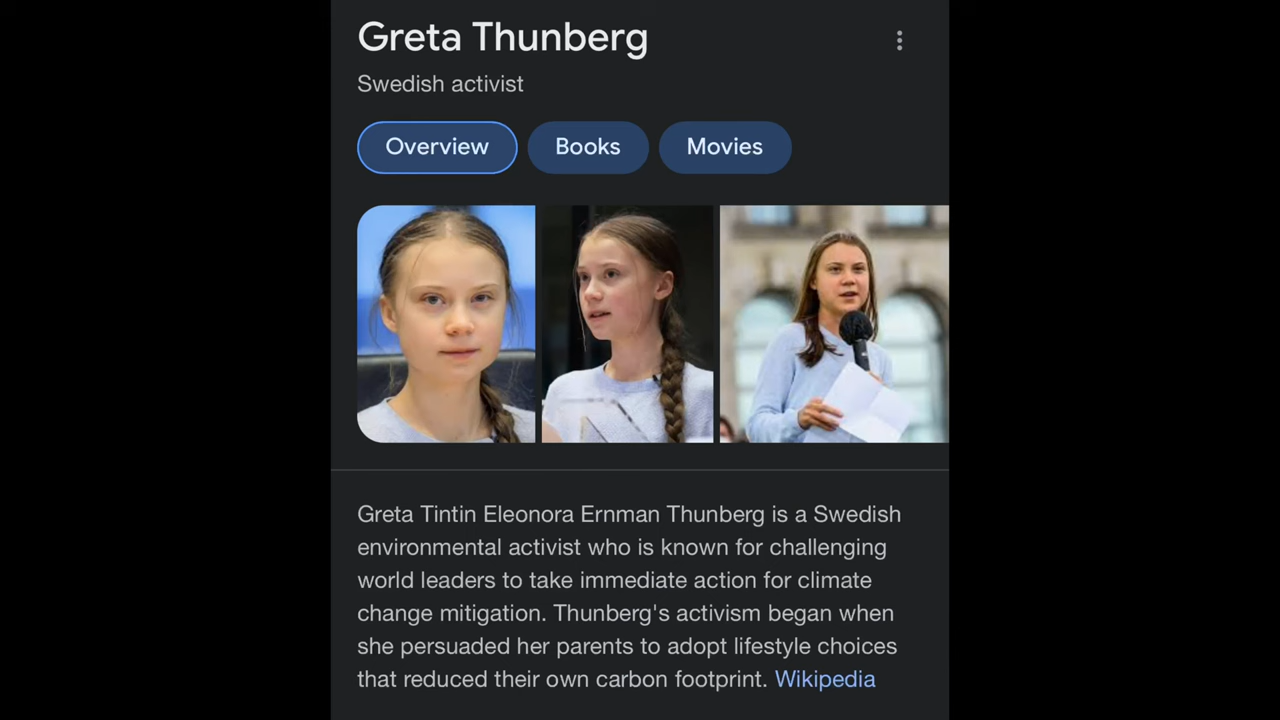 Greta Thunberg
Swedish activist
Overview Books Movies
Greta Tintin Eleonora Ernman Thunberg is a Swedish
environmental activist who is known for challenging
world leaders to take immediate action for climate
change mitigation. Thunberg's activism began when
she persuaded her parents to adopt lifestyle choices
that reduced their own carbon footprint. Wikipedia